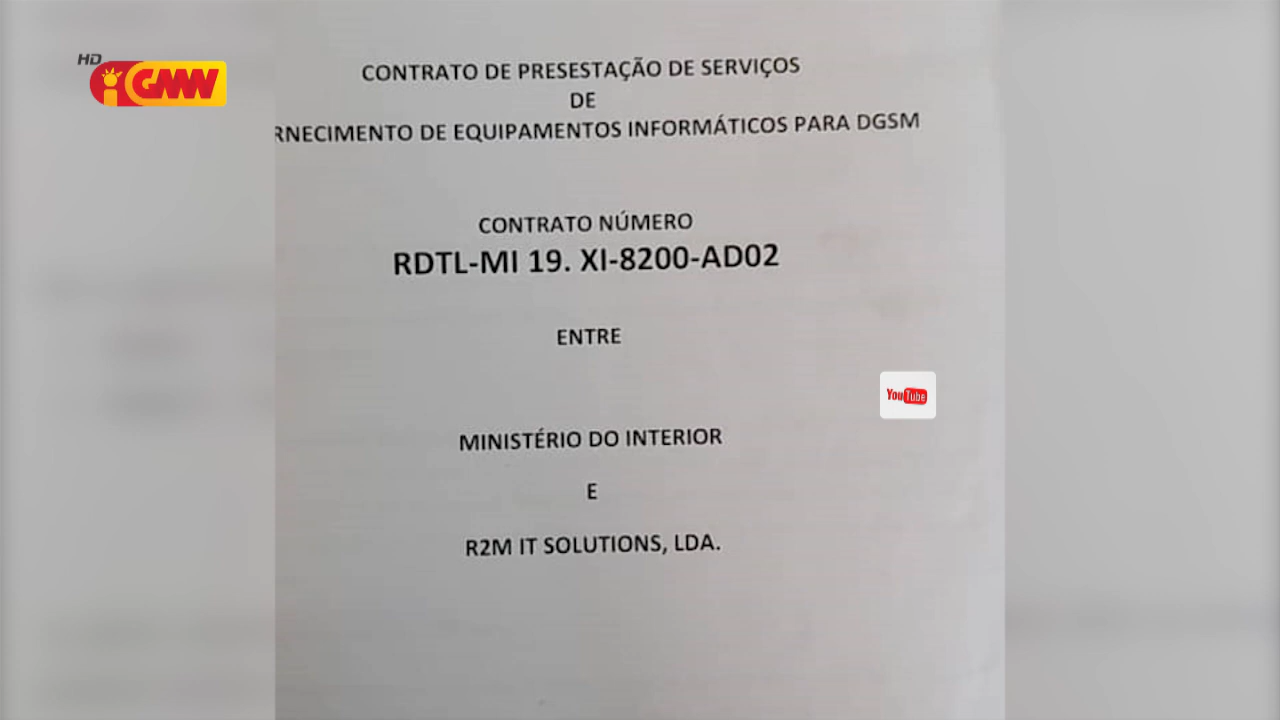 HD
GMN
CONTRATO DE PRESESTAÇÃO DE SERVIÇOS
DE
RNECIMENTO DE EQUIPAMENTOS INFORMÁTICOS PARA DGSM
CONTRATO NÚMERO
RDTL-MI 19. XI-8200-AD02
ENTRE
YouTube
MINISTÉRIO DO INTERIOR
E
R2M IT SOLUTIONS, LDA.